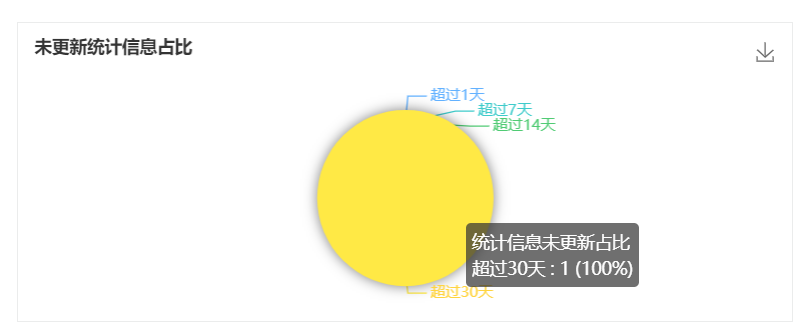 未更新统计信息占比
超过1天
超过7天
超过14天
统计信息未更新占比
超过30天 : 1 (100%)
超过30天